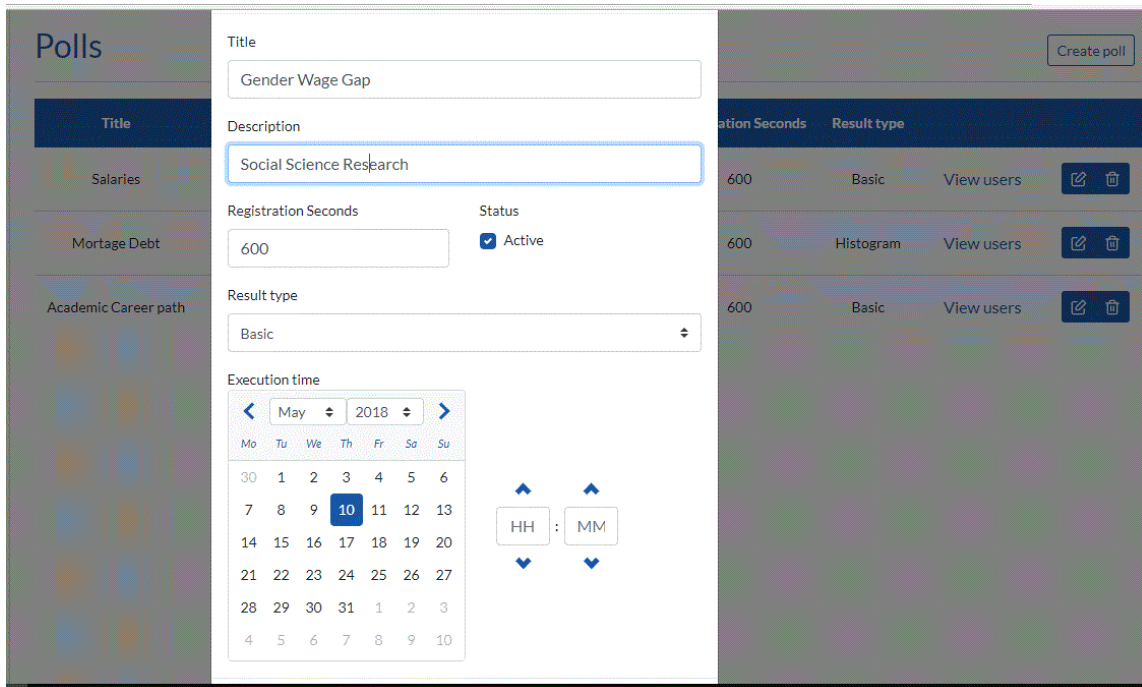 Polls
Create poll
Title
ation Seconds
Result type
Salaries
600
Basic
View users
Mortage Debt
600
Histogram
View users
Academic Career path
600
Basic
View users
Title
Gender Wage Gap
Description
Social Science Research
Registration Seconds
Status
600
Active
Result type
Basic
Execution time
May 2018
Mo Tu We Th Fr Sa Su
30 1 2 3 4 5 6
7 8 9 10 11 12 13
14 15 16 17 18 19 20
21 22 23 24 25 26 27
28 29 30 31 1 2 3
4 5 6 7 8 9 10
HH : MM